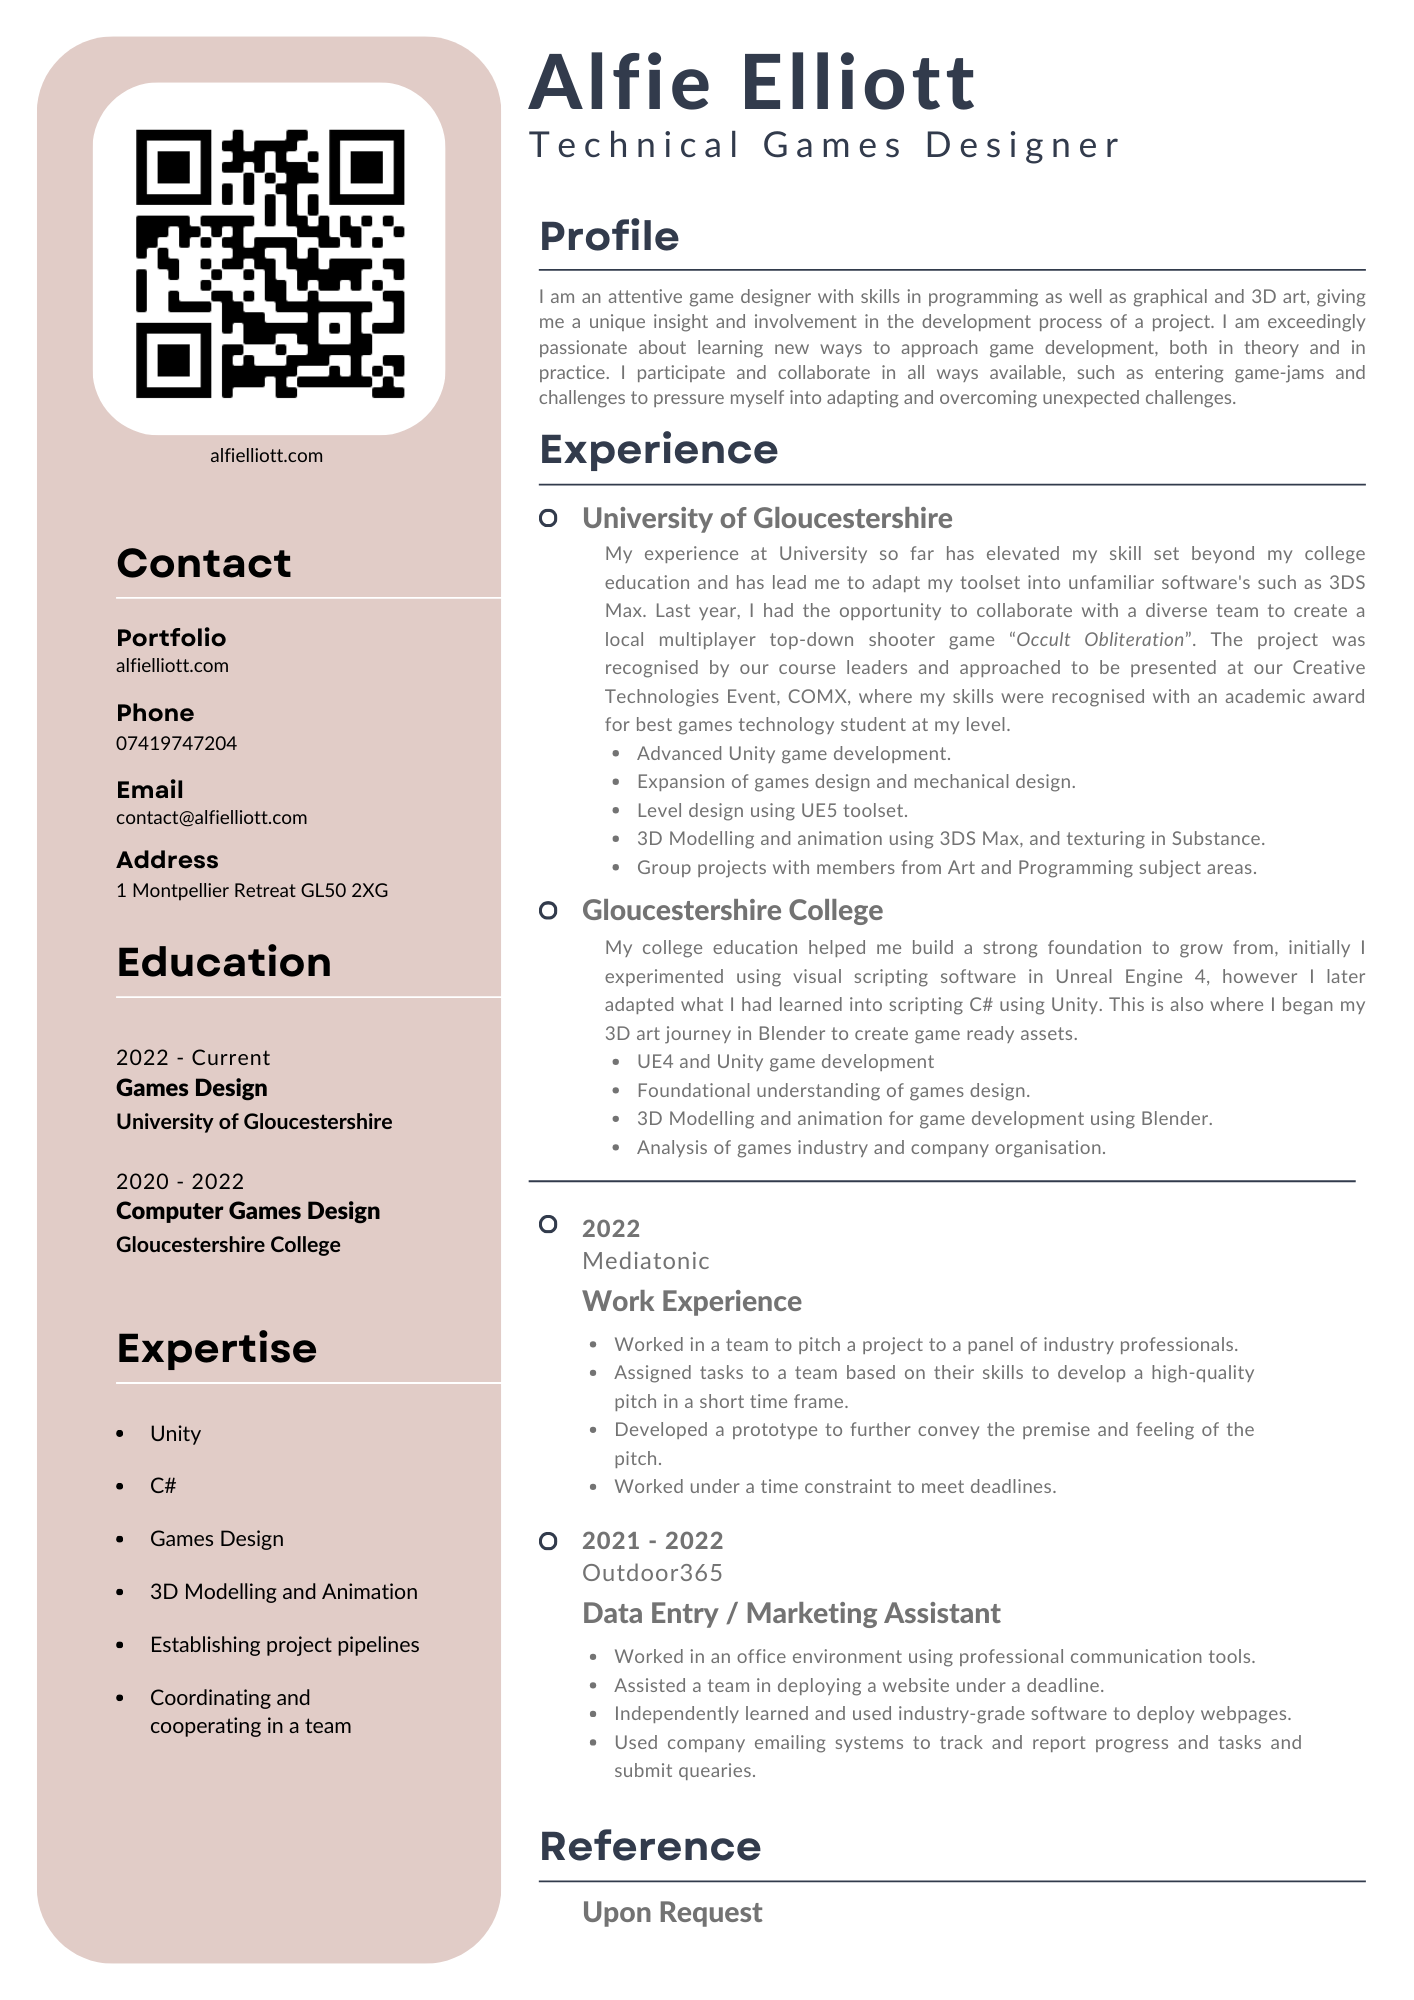 alfielliott.com
Contact
Portfolio
alfielliott.com
Phone
07419747204
Email
contact@alfielliott.com
Address
1 Montpellier Retreat GL50 2XG
Education
2022 - Current
Games Design
University of Gloucestershire
2020 - 2022
Computer Games Design
Gloucestershire College
Expertise
• Unity
• C#
• Games Design
• 3D Modelling and Animation
• Establishing project pipelines
• Coordinating and
cooperating in a team
Alfie Elliott
Technical Games Designer
Profile
I am an attentive game designer with skills in programming as well as graphical and 3D art, giving
me a unique insight and involvement in the development process of a project. I am exceedingly
passionate about learning new ways to approach game development, both in theory and in
practice. I participate and collaborate in all ways available, such as entering game-jams and
challenges to pressure myself into adapting and overcoming unexpected challenges.
Experience
University of Gloucestershire
My experience at University so far has elevated my skill set beyond my college
education and has lead me to adapt my toolset into unfamiliar software's such as 3DS
Max. Last year, I had the opportunity to collaborate with a diverse team to create a
local multiplayer top-down shooter game “Occult Obliteration”. The project was
recognised by our course leaders and approached to be presented at our Creative
Technologies Event, COMX, where my skills were recognised with an academic award
for best games technology student at my level.
• Advanced Unity game development.
• Expansion of games design and mechanical design.
• Level design using UE5 toolset.
• 3D Modelling and animation using 3DS Max, and texturing in Substance.
• Group projects with members from Art and Programming subject areas.
Gloucestershire College
My college education helped me build a strong foundation to grow from, initially I
experimented using visual scripting software in Unreal Engine 4, however I later
adapted what I had learned into scripting C# using Unity. This is also where I began my
3D art journey in Blender to create game ready assets.
• UE4 and Unity game development
• Foundational understanding of games design.
• 3D Modelling and animation for game development using Blender.
• Analysis of games industry and company organisation.
2022
Mediatonic
Work Experience
• Worked in a team to pitch a project to a panel of industry professionals.
• Assigned tasks to a team based on their skills to develop a high-quality
pitch in a short time frame.
• Developed a prototype to further convey the premise and feeling of the
pitch.
• Worked under a time constraint to meet deadlines.
2021 - 2022
Outdoor365
Data Entry / Marketing Assistant
• Worked in an office environment using professional communication tools.
• Assisted a team in deploying a website under a deadline.
• Independently learned and used industry-grade software to deploy webpages.
• Used company emailing systems to track and report progress and tasks and
submit quearies.
Reference
Upon Request